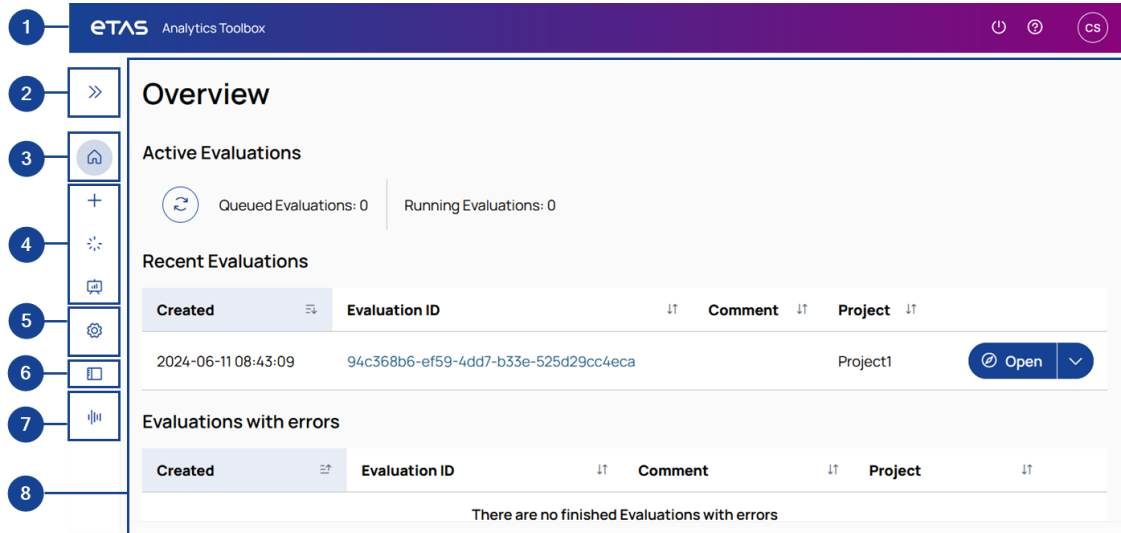 1
eTAS Analytics Toolbox CS
2
Overview
3
Active Evaluations
Queued Evaluations: 0 Running Evaluations: 0
4
Recent Evaluations
Created Evaluation ID Comment Project
5
2024-06-11 08:43:09 94c368b6-ef59-4dd7-b33e-525d29cc4eca Project1 Open
6
7
Evaluations with errors
Created Evaluation ID Comment Project
8
There are no finished Evaluations with errors